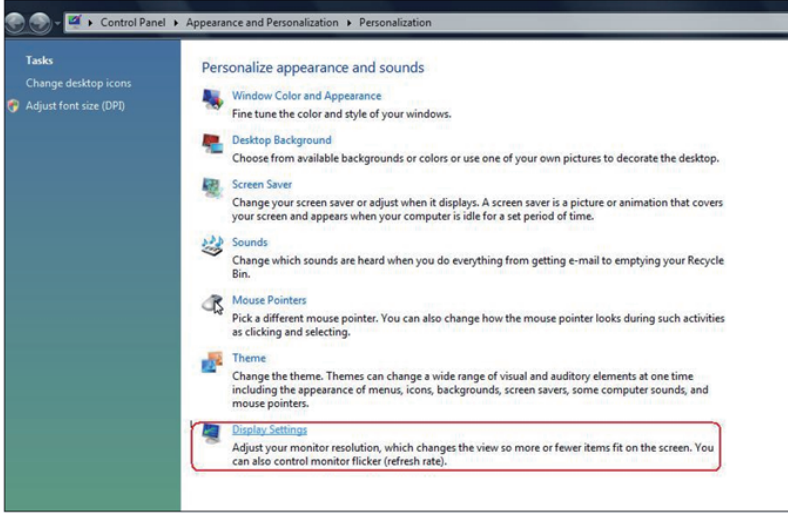 Control Panel ▸ Appearance and Personalization ▸ Personalization
Tasks
Change desktop icons
Adjust font size (DPI)
Personalize appearance and sounds
Window Color and Appearance
Fine tune the color and style of your windows.
Desktop Background
Choose from available backgrounds or colors or use one of your own pictures to decorate the desktop.
Screen Saver
Change your screen saver or adjust when it displays. A screen saver is a picture or animation that covers
your screen and appears when your computer is idle for a set period of time.
Sounds
Change which sounds are heard when you do everything from getting e-mail to emptying your Recycle
Bin.
Mouse Pointers
Pick a different mouse pointer. You can also change how the mouse pointer looks during such activities
as clicking and selecting.
Theme
Change the theme. Themes can change a wide range of visual and auditory elements at one time
including the appearance of menus, icons, backgrounds, screen savers, some computer sounds, and
mouse pointers.
Display Settings
Adjust your monitor resolution, which changes the view so more or fewer items fit on the screen. You
can also control monitor flicker (refresh rate).